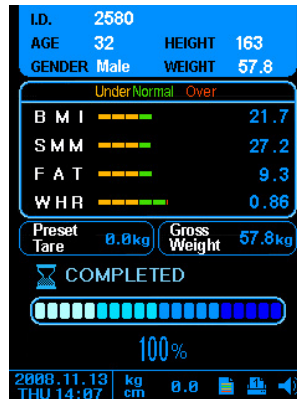 I.D. 2580
AGE 32 HEIGHT 163
GENDER Male WEIGHT 57.8
Under Normal Over
BMI 21.7
SMM 27.2
FAT 9.3
WHR 0.86
Preset Tare 0.0kg Gross Weight 57.8kg
COMPLETED
100%
2008.11.13 kg
THU 14:07 cm 0.0